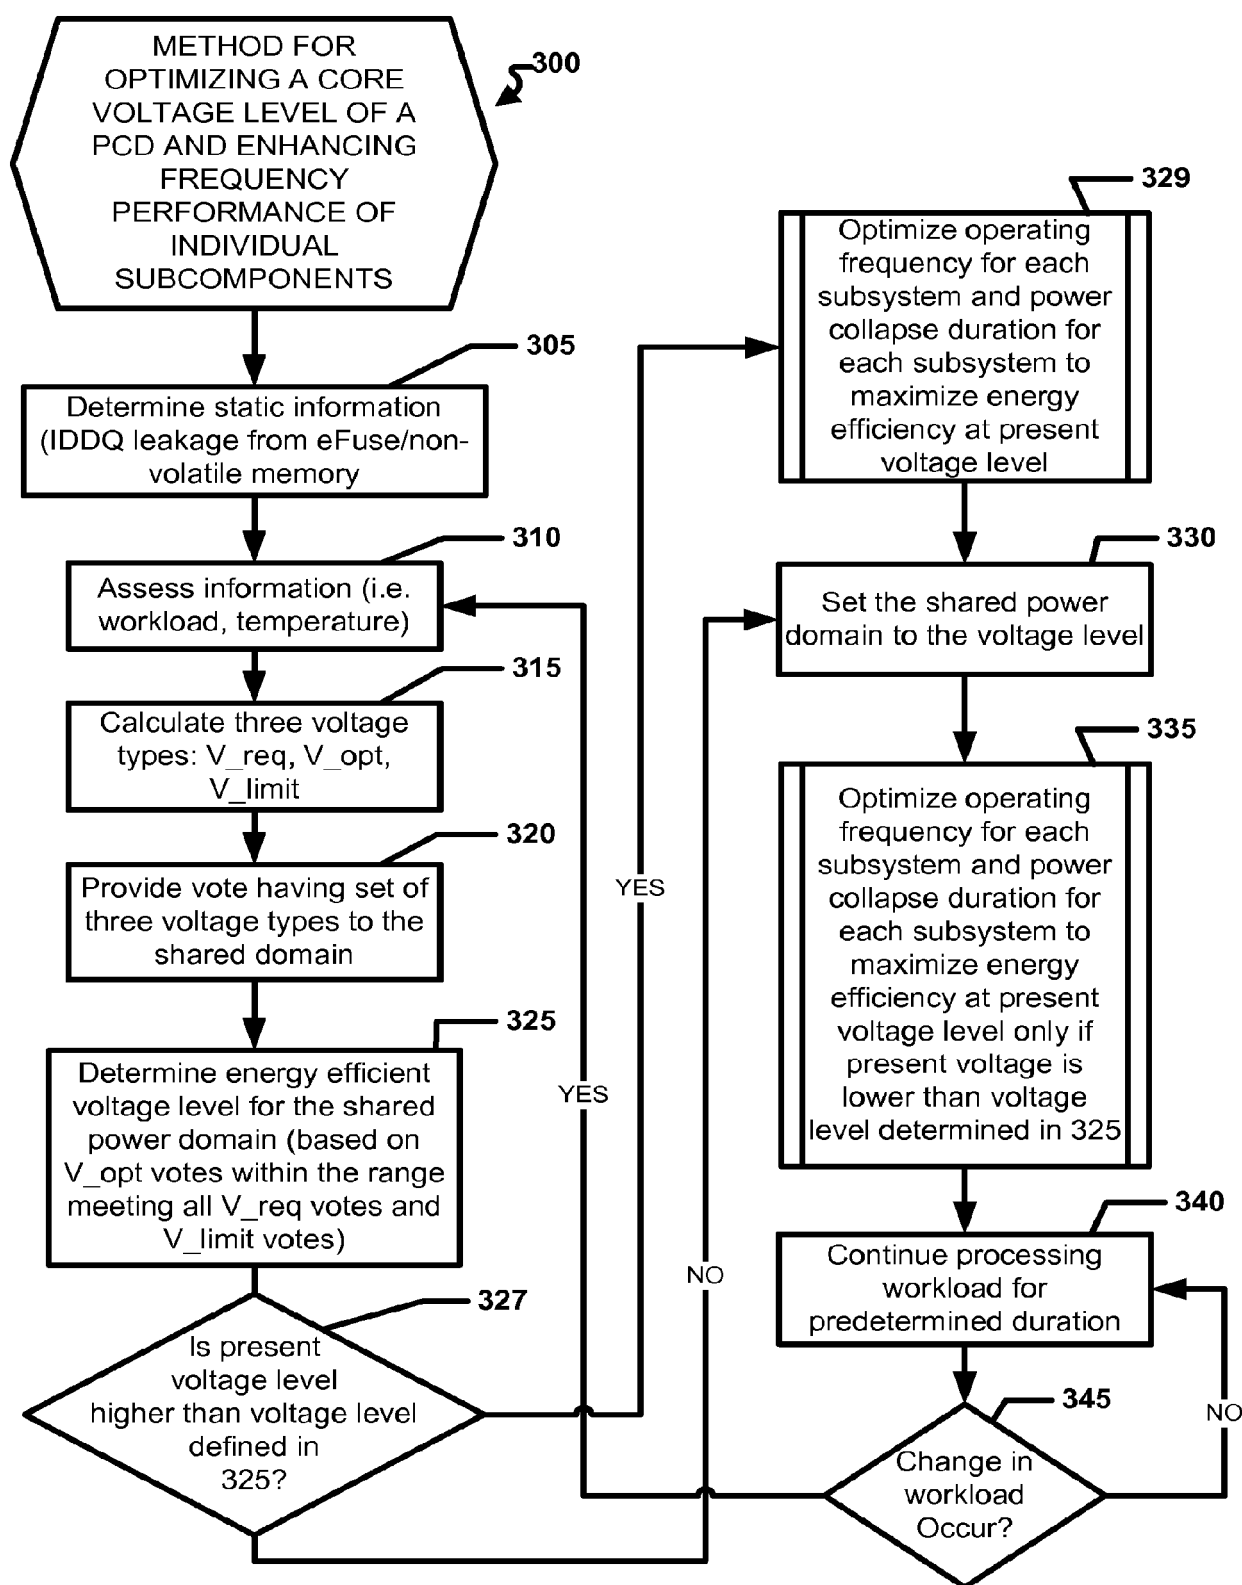 METHOD FOR
OPTIMIZING A CORE
VOLTAGE LEVEL OF A
PCD AND ENHANCING
FREQUENCY
PERFORMANCE OF
INDIVIDUAL
SUBCOMPONENTS
300
305
Determine static information
(IDDQ leakage from eFuse/non-
volatile memory
310
Assess information (i.e.
workload, temperature)
315
Calculate three voltage
types: V_req, V_opt,
V_limit
320
Provide vote having set of
three voltage types to the
shared domain
325
Determine energy efficient
voltage level for the shared
power domain (based on
V_opt votes within the range
meeting all V_req votes and
V_limit votes)
327
Is present
voltage level
higher than voltage level
defined in
325?
YES
YES
NO
329
Optimize operating
frequency for each
subsystem and power
collapse duration for
each subsystem to
maximize energy
efficiency at present
voltage level
330
Set the shared power
domain to the voltage level
335
Optimize operating
frequency for each
subsystem and power
collapse duration for
each subsystem to
maximize energy
efficiency at present
voltage level only if
present voltage is
lower than voltage
level determined in 325
340
Continue processing
workload for
predetermined duration
345
Change in
workload
Occur?
NO